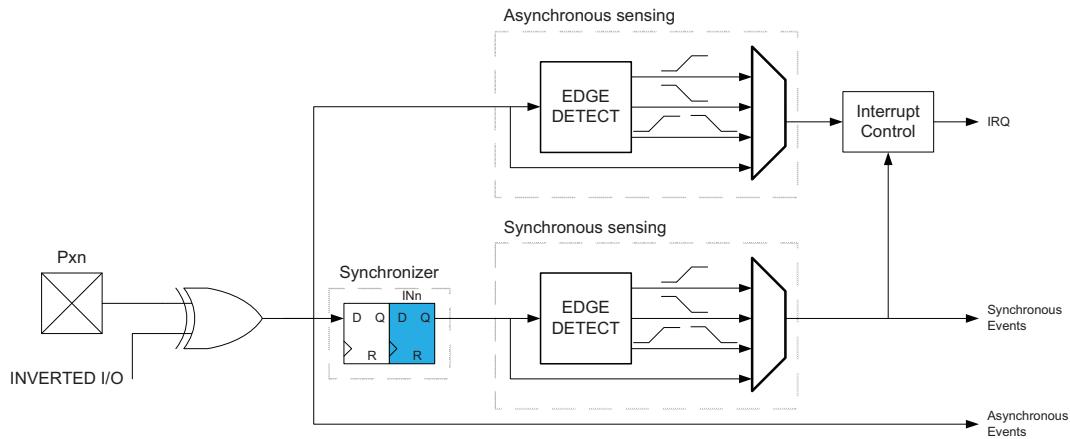 Asynchronous sensing
EDGE
DETECT
Interrupt
Control
IRQ
Synchronous sensing
Pxn
Synchronizer
INn
D Q
R
D Q
R
EDGE
DETECT
Synchronous
Events
INVERTED I/O
Asynchronous
Events